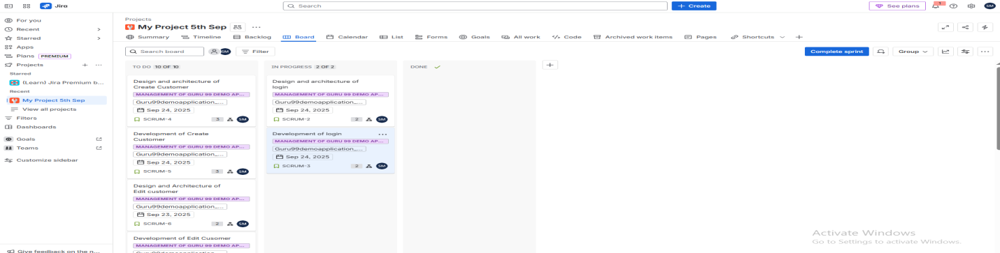 Jira
Search
+ Create
See plans
1
SM
For you
Recent
Starred
Apps
Plans PREMIUM
Projects
Starred
(Learn) Jira Premium b...
Recent
My Project 5th Sep
View all projects
Filters
Dashboards
Goals
Teams
Customize sidebar
Give feedback on the n...
Projects
My Project 5th Sep
Summary Timeline Backlog Board Calendar List Forms Goals All work Code Archived work items Pages Shortcuts
Search board
SM
Filter
Complete sprint
Group
TO DO 10 OF 10
Design and architecture of
Create Customer
MANAGEMENT OF GURU 99 DEMO AP...
Guru99demoapplication_...
Sep 24, 2025
SCRUM-4 3 SM
Development of Create
Customer
MANAGEMENT OF GURU 99 DEMO AP...
Guru99demoapplication_...
Sep 24, 2025
SCRUM-5 3 SM
Design and Architecture of
Edit customer
MANAGEMENT OF GURU 99 DEMO AP...
Guru99demoapplication_...
Sep 23, 2025
SCRUM-6 2 SM
Development of Edit Cusomer
MANAGEMENT OF GURU 99 DEMO AP...
IN PROGRESS 2 OF 2
Design and architecture of
login
MANAGEMENT OF GURU 99 DEMO AP...
Guru99demoapplication_...
Sep 24, 2025
SCRUM-2 2 SM
Development of login
MANAGEMENT OF GURU 99 DEMO AP...
Guru99demoapplication_...
Sep 24, 2025
SCRUM-3 2 SM
DONE
Activate Windows
Go to Settings to activate Windows.